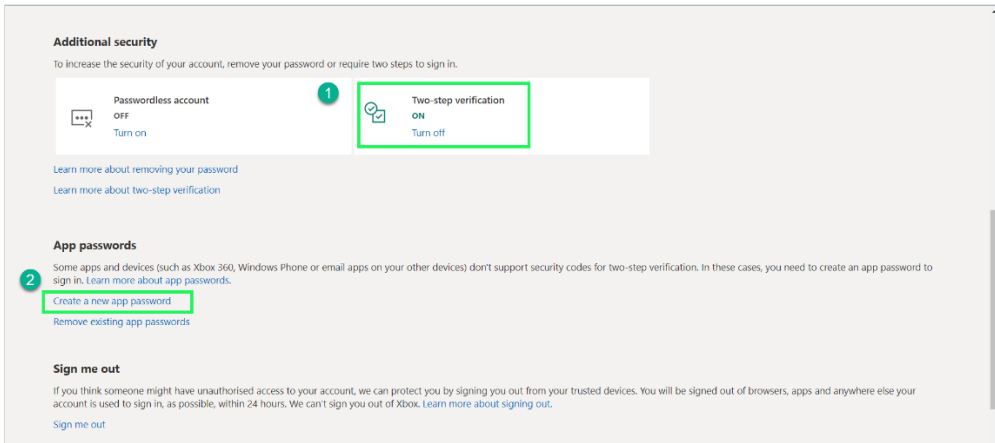 Additional security
To increase the security of your account, remove your password or require two steps to sign in.
1
Passwordless account
OFF
Turn on
Two-step verification
ON
Turn off
Learn more about removing your password
Learn more about two-step verification
App passwords
Some apps and devices (such as Xbox 360, Windows Phone or email apps on your other devices) don't support security codes for two-step verification. In these cases, you need to create an app password to
sign in. Learn more about app passwords.
2
Create a new app password
Remove existing app passwords
Sign me out
If you think someone might have unauthorised access to your account, we can protect you by signing you out from your trusted devices. You will be signed out of browsers, apps and anywhere else your
account is used to sign in, as possible, within 24 hours. We can't sign you out of Xbox. Learn more about signing out.
Sign me out